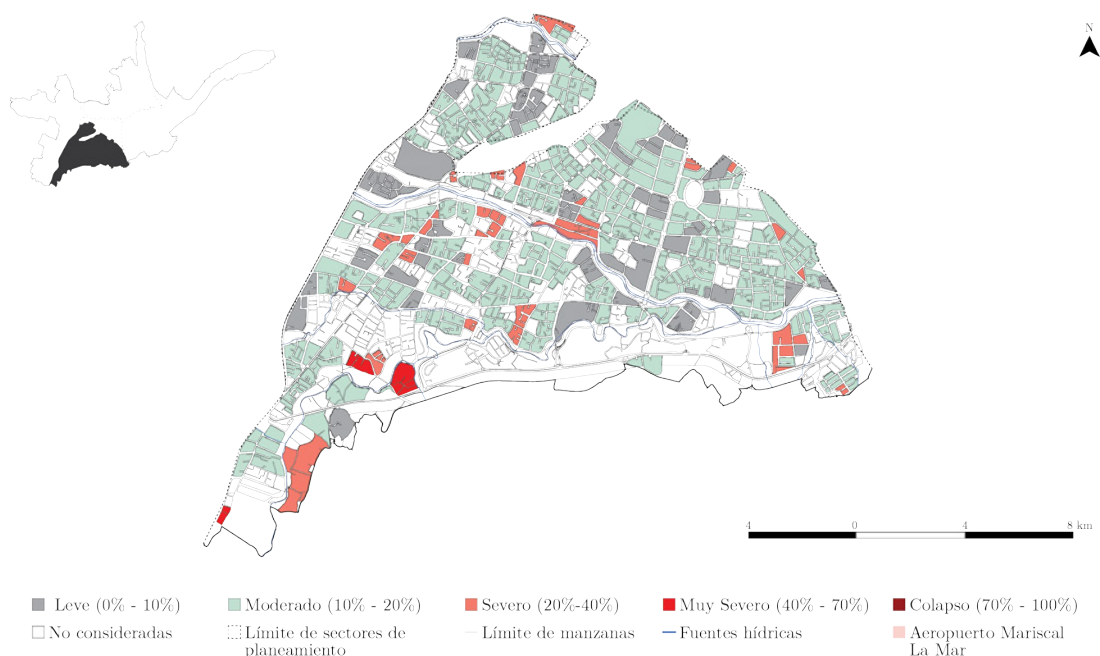 N
4 0 4 8 km
Leve (0% - 10%) Moderado (10% - 20%) Severo (20%-40%) Muy Severo (40% - 70%) Colapso (70% - 100%)
No consideradas Límite de sectores de Límite de manzanas Fuentes hídricas Aeropuerto Mariscal
planeamiento La Mar